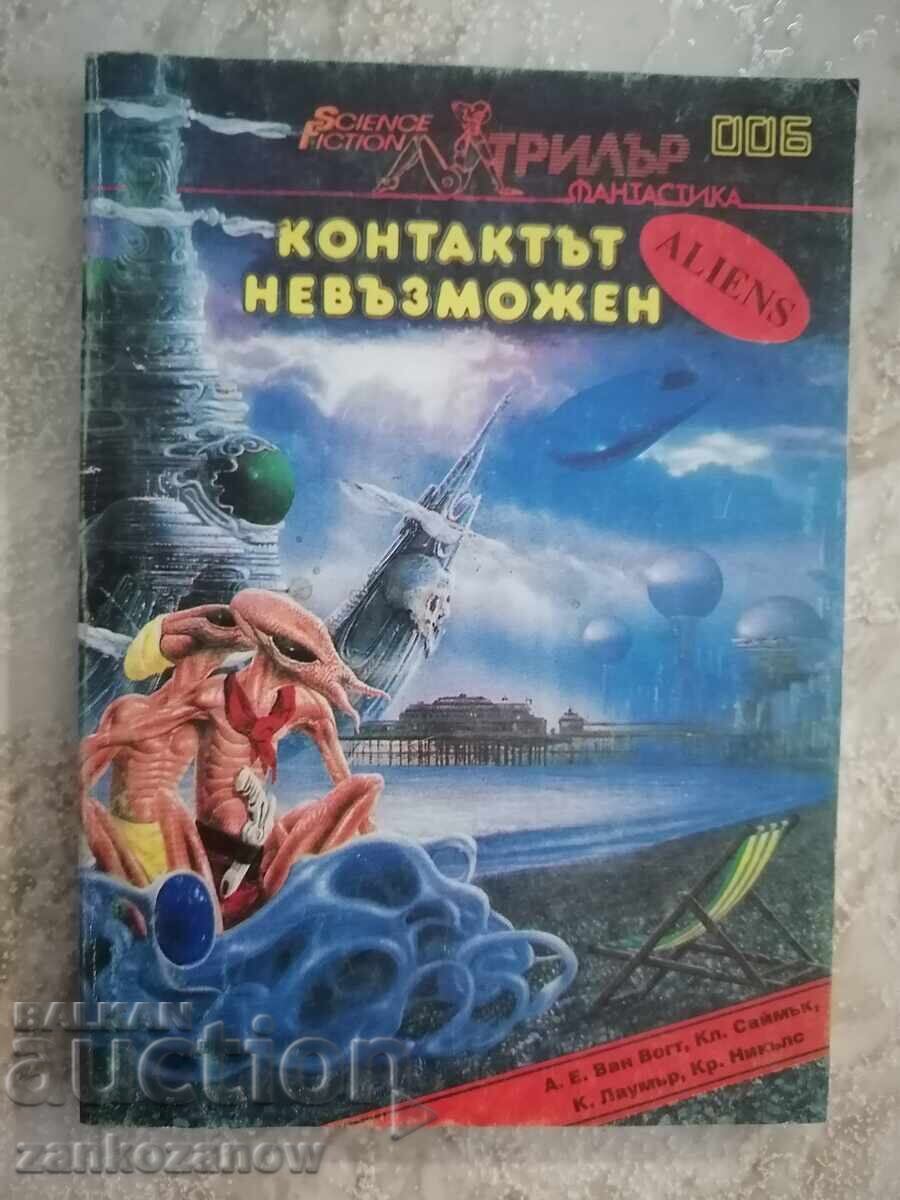 SCIENCE
FICTION
ТРИЛЪР
ФАНТАСТИКА
006
КОНТАКТЪТ
НЕВЪЗМОЖЕН
ALIENS
А. Е. Ван Вогт, Кл. Саймък,
К. Лаумър, Кр. Никълс
BALKAN
auction
zankozanow